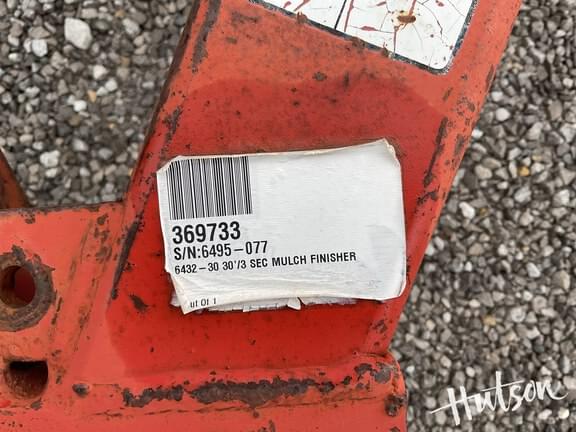 369733
S/N:6495-077
6432-30 30'/3 SEC MULCH FINISHER
Hutson